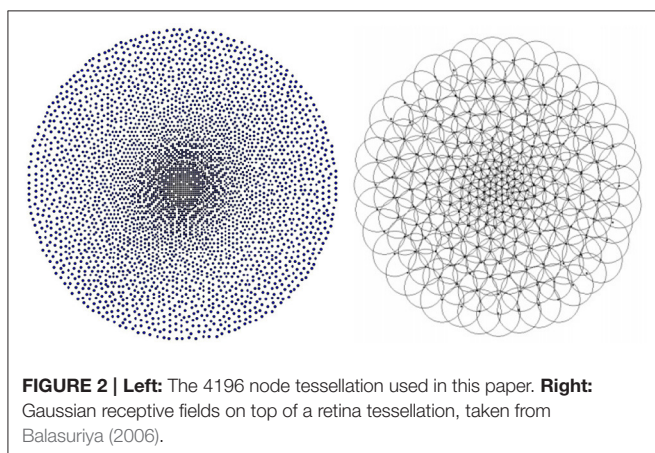 FIGURE 2 | Left: The 4196 node tessellation used in this paper. Right:
Gaussian receptive fields on top of a retina tessellation, taken from
Balasuriya (2006).